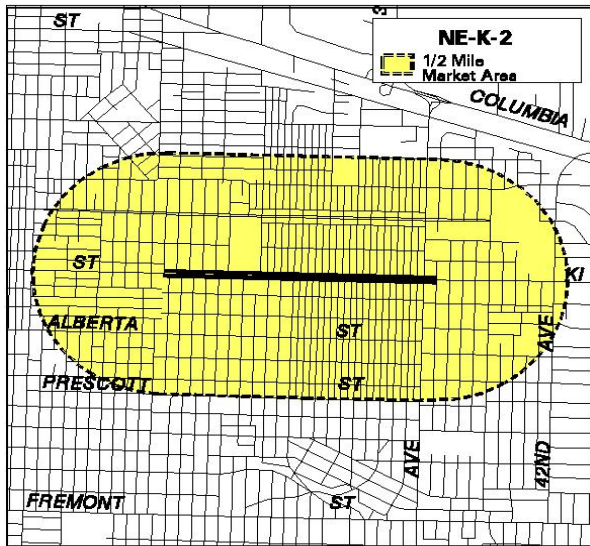 ST
NE-K-2
1/2 Mile
Market Area
COLUMBIA
ST
KI
ALBERTA
ST
AVE
PRESCOTT
ST
AVE
42ND
FREMONT
ST